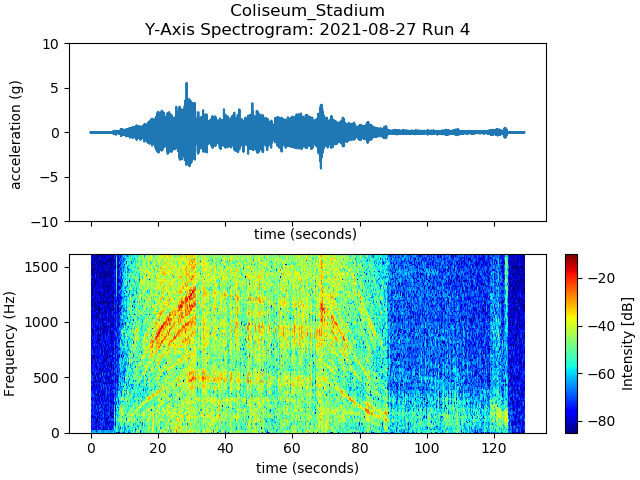 Coliseum_Stadium
Y-Axis Spectrogram: 2021-08-27 Run 4
10
5
0
−5
−10
acceleration (g)
time (seconds)
1500
1000
500
0
Frequency (Hz)
0 20 40 60 80 100 120
time (seconds)
−20
−40
−60
−80
Intensity [dB]